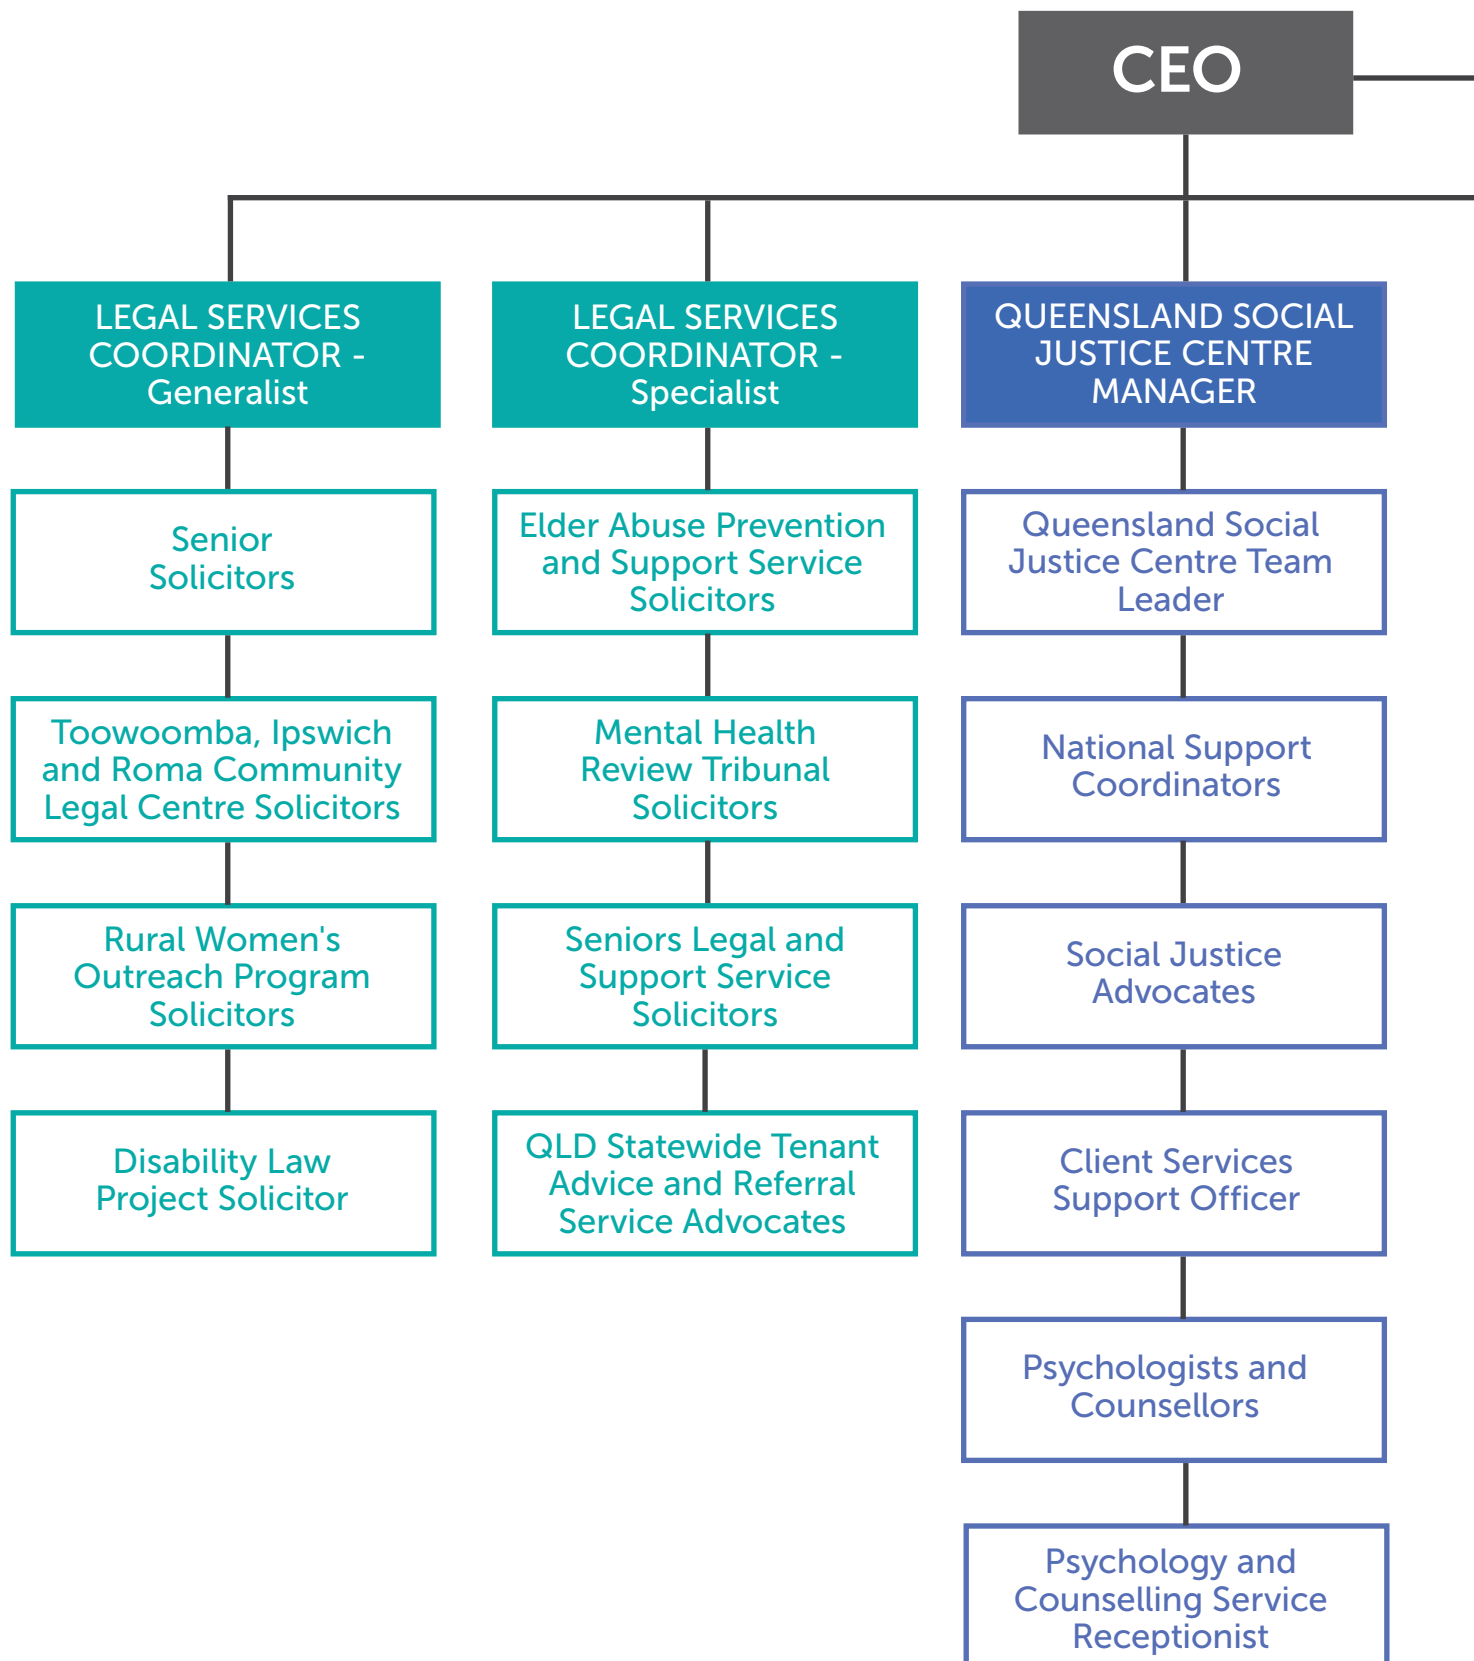 CEO
LEGAL SERVICES
COORDINATOR -
Generalist
Senior
Solicitors
Toowoomba, Ipswich
and Roma Community
Legal Centre Solicitors
Rural Women's
Outreach Program
Solicitors
Disability Law
Project Solicitor
LEGAL SERVICES
COORDINATOR -
Specialist
Elder Abuse Prevention
and Support Service
Solicitors
Mental Health
Review Tribunal
Solicitors
Seniors Legal and
Support Service
Solicitors
QLD Statewide Tenant
Advice and Referral
Service Advocates
QUEENSLAND SOCIAL
JUSTICE CENTRE
MANAGER
Queensland Social
Justice Centre Team
Leader
National Support
Coordinators
Social Justice
Advocates
Client Services
Support Officer
Psychologists and
Counsellors
Psychology and
Counselling Service
Receptionist